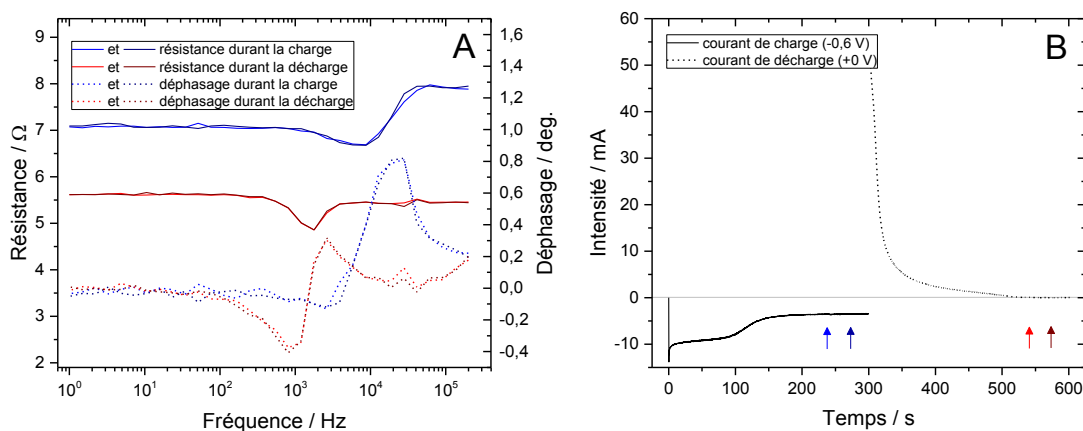 A
et résistance durant la charge
et résistance durant la décharge
et déphasage durant la charge
et déphasage durant la décharge
9
8
7
6
5
4
3
2
Résistance / Ω
1,6
1,4
1,2
1,0
0,8
0,6
0,4
0,2
0,0
-0,2
-0,4
Déphasage / deg.
10⁰ 10¹ 10² 10³ 10⁴ 10⁵
Fréquence / Hz
B
courant de charge (-0,6 V)
courant de décharge (+0 V)
60
50
40
30
20
10
0
-10
Intensité / mA
0 100 200 300 400 500 600
Temps / s